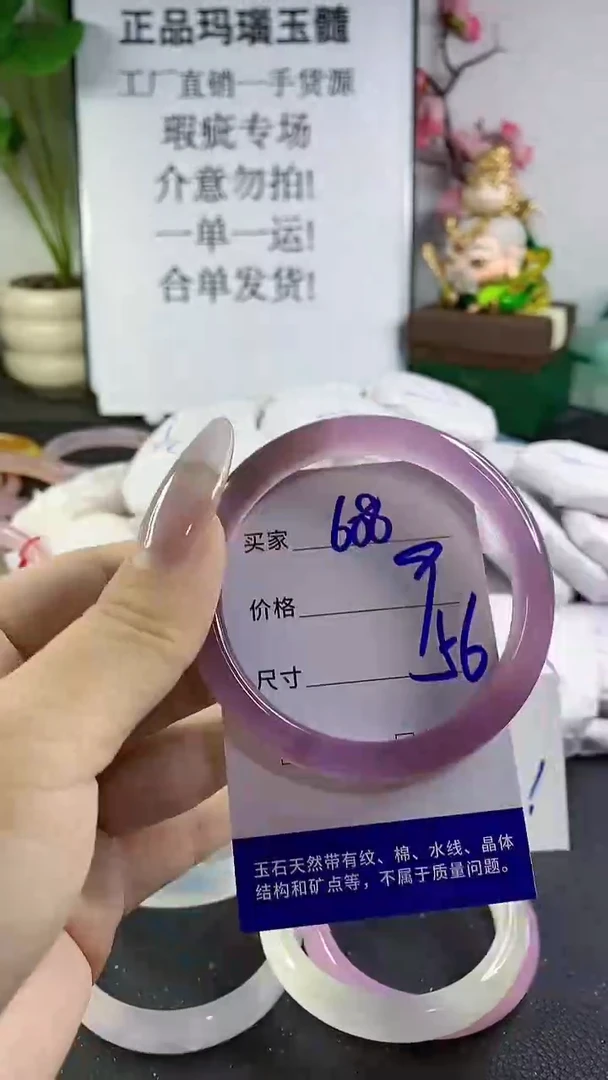 正品玛瑙玉髓
工厂直销一手货源
瑕疵专场
介意勿拍!
一单一运!
合单发货!
买家 686
价格
尺寸 56
玉石天然带有纹、棉、水线、晶体
结构和矿点等，不属于质量问题。